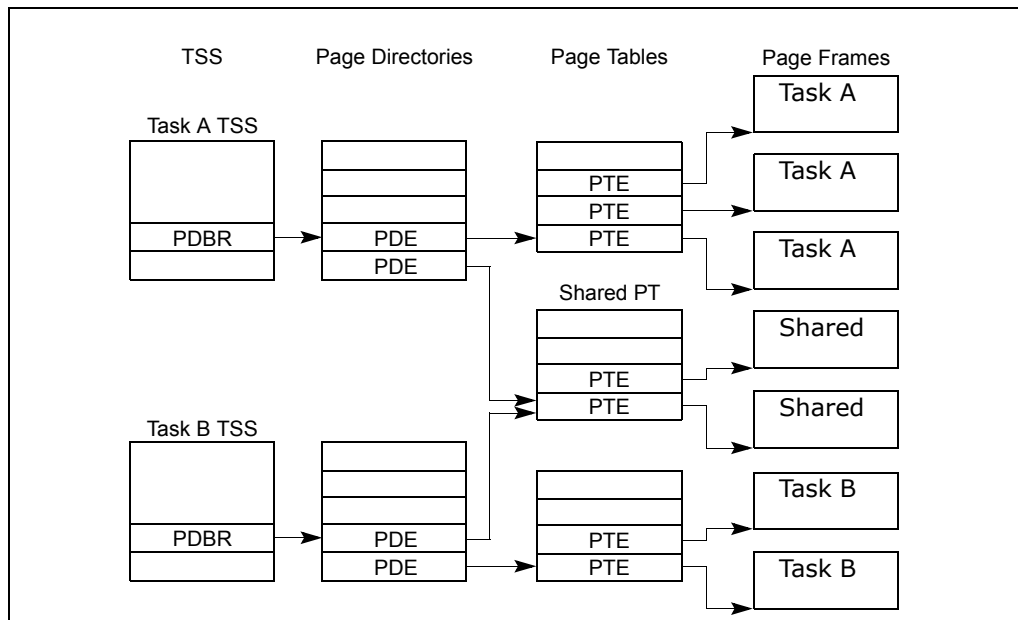 TSS
Page Directories
Page Tables
Page Frames
Task A TSS
PDBR
PDE
PDE
PTE
PTE
PTE
Task A
Task A
Task A
Shared PT
PTE
PTE
Shared
Shared
Task B TSS
PDBR
PDE
PDE
PTE
PTE
Task B
Task B